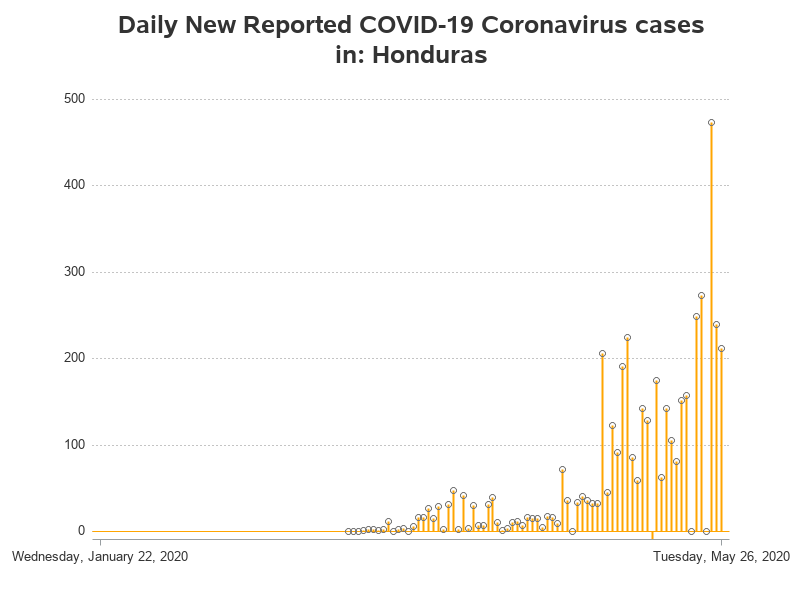 Daily New Reported COVID-19 Coronavirus cases
in: Honduras
500
400
300
200
100
0
Wednesday, January 22, 2020
Tuesday, May 26, 2020